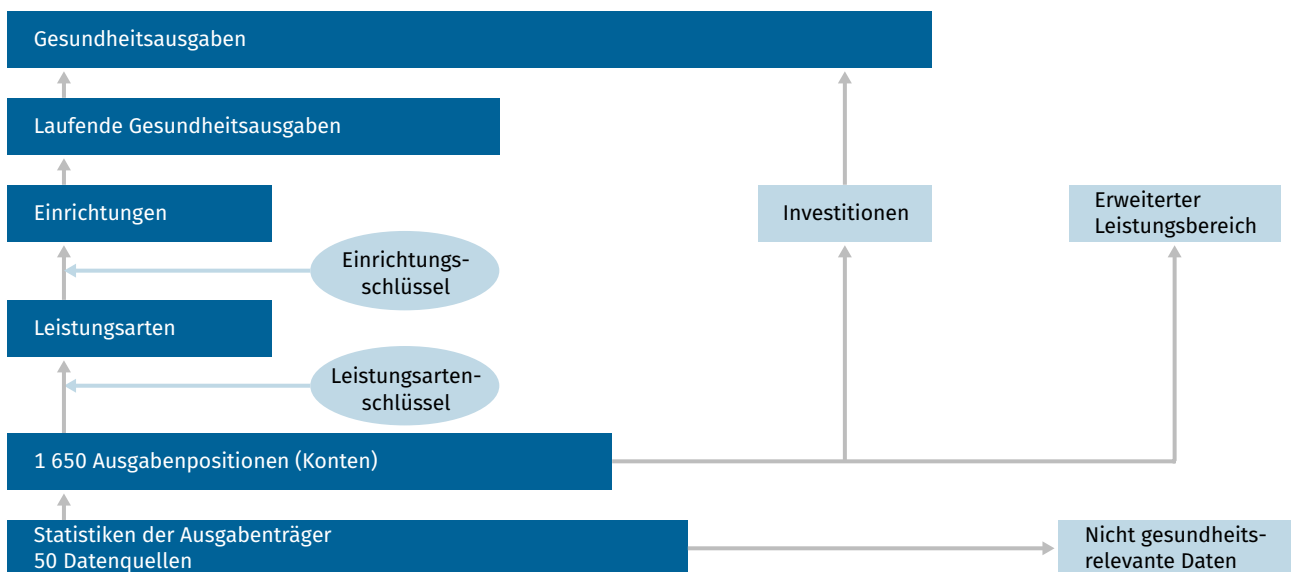 Gesundheitsausgaben
Laufende Gesundheitsausgaben
Einrichtungen
Investitionen
Erweiterter
Leistungsbereich
Einrichtungs-
schlüssel
Leistungsarten
Leistungsarten-
schlüssel
1 650 Ausgabenpositionen (Konten)
Statistiken der Ausgabenträger
50 Datenquellen
Nicht gesundheits-
relevante Daten